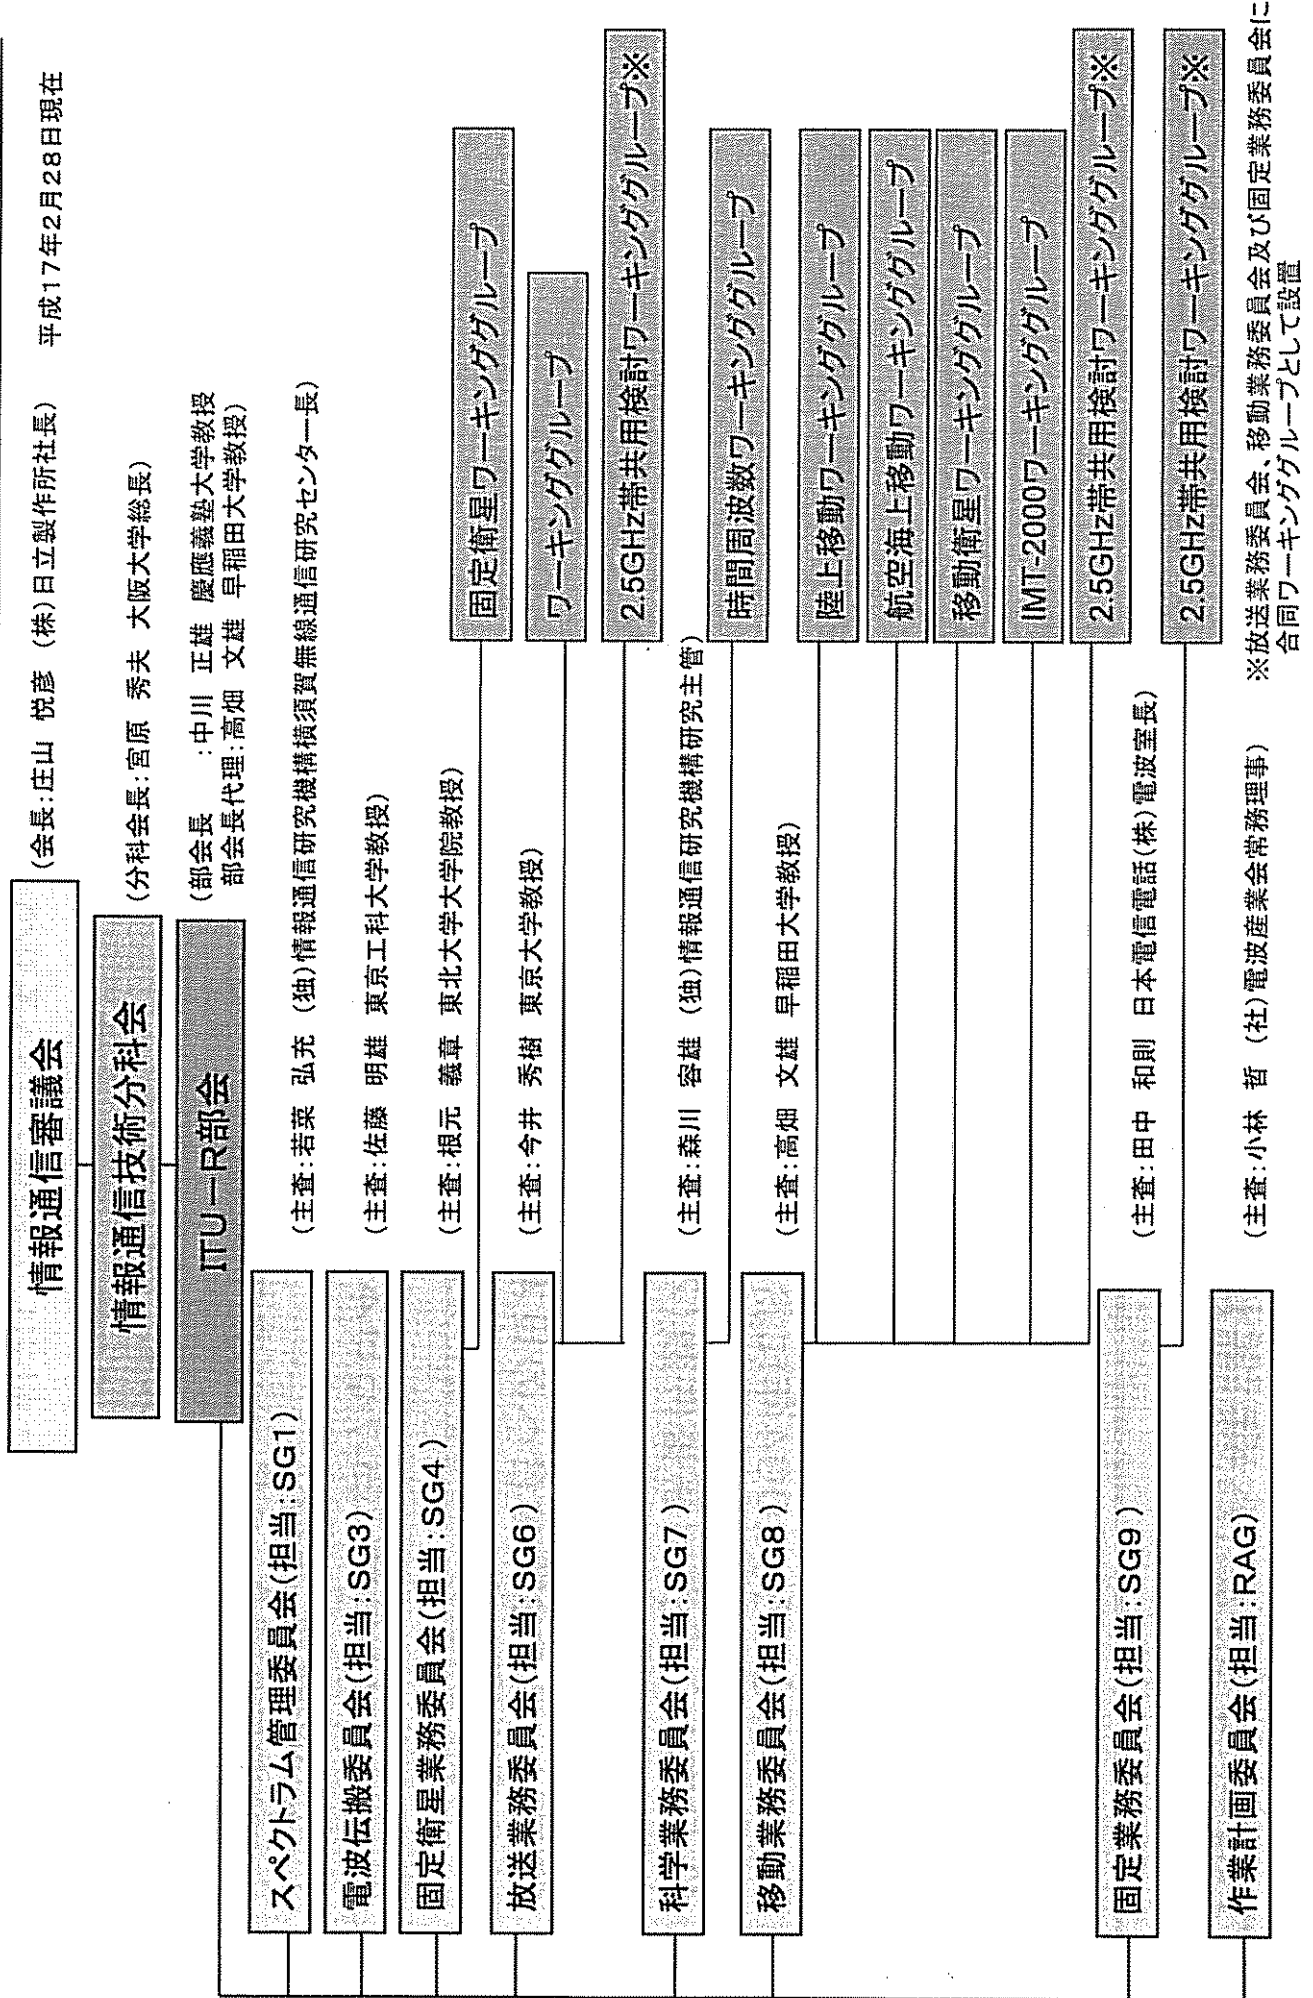 情報通信審議会
(会長:庄山 悦彦 (株)日立製作所社長)
平成17年2月28日現在
情報通信技術分科会
(分科会長:宮原 秀夫 大阪大学総長)
ITU-R部会
(部会長 :中川 正雄 慶應義塾大学教授
部会長代理:高畑 文雄 早稲田大学教授)
スペクトラム管理委員会(担当:SG1)
(主査:若菜 弘充 (独)情報通信研究機構横須賀無線通信研究センター長)
電波伝搬委員会(担当:SG3)
(主査:佐藤 明雄 東京工科大学教授)
固定衛星業務委員会(担当:SG4)
(主査:根元 義章 東北大学大学院教授)
固定衛星ワーキンググループ
放送業務委員会(担当:SG6)
(主査:今井 秀樹 東京大学教授)
ワーキンググループ
2.5GHz帯共用検討ワーキンググループ※
科学業務委員会(担当:SG7)
(主査:森川 容雄 (独)情報通信研究機構研究主管)
時間周波数ワーキンググループ
移動業務委員会(担当:SG8)
(主査:高畑 文雄 早稲田大学教授)
陸上移動ワーキンググループ
航空海上移動ワーキンググループ
移動衛星ワーキンググループ
IMT-2000ワーキンググループ
2.5GHz帯共用検討ワーキンググループ※
固定業務委員会(担当:SG9)
(主査:田中 和則 日本電信電話(株)電波室長)
2.5GHz帯共用検討ワーキンググループ※
作業計画委員会(担当:RAG)
(主査:小林 哲 (社)電波産業会常務理事)
※放送業務委員会、移動業務委員会及び固定業務委員会に
合同ワーキンググループとして設置